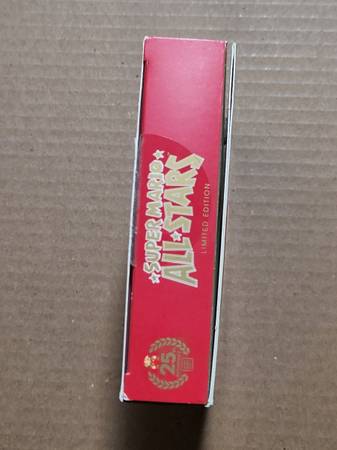 SUPER MARIO
ALL-STARS
LIMITED EDITION
25